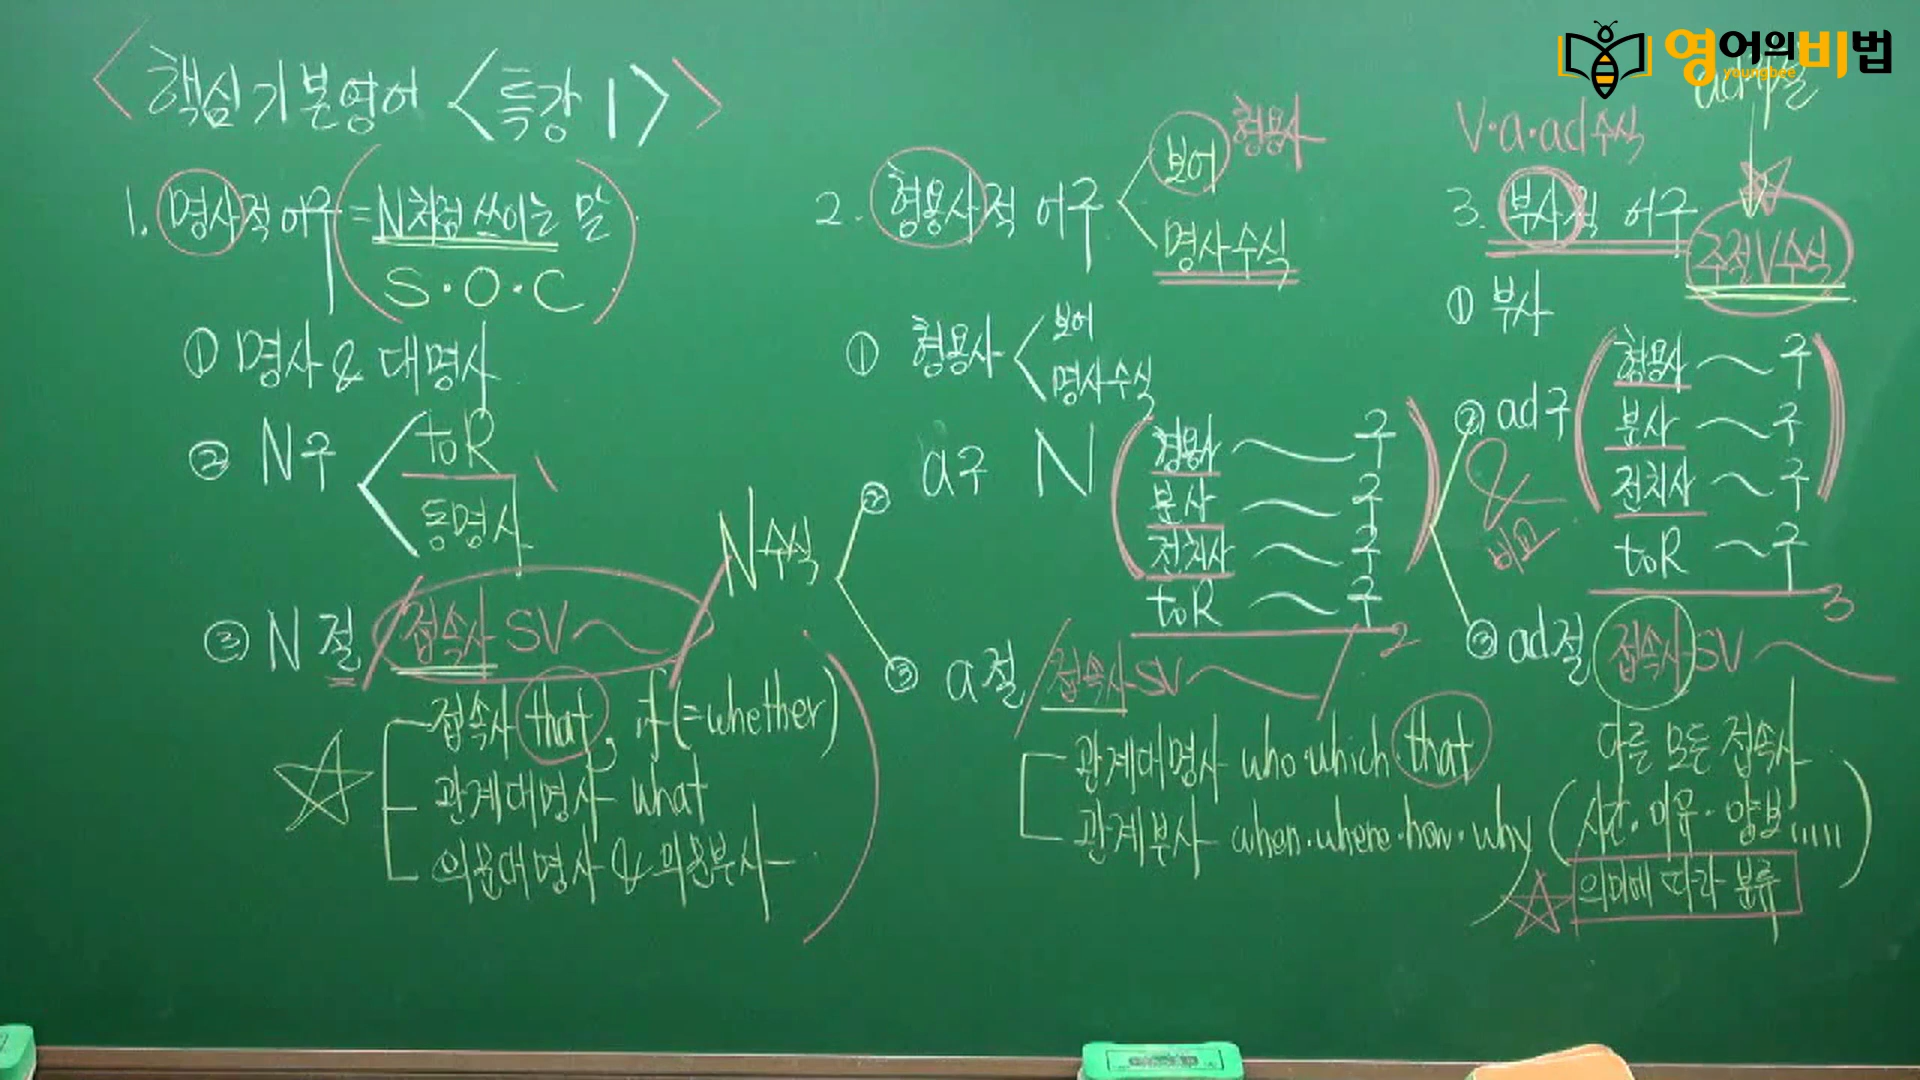 <핵심기본영어 <특강 1>>
1. 명사적 어구 = N처럼 쓰이는 말
S·O·C
① 명사 & 대명사
② N구
toR
동명사
③ N절 접속사 SV~
접속사 that, if(=whether)
관계대명사 what
의문대명사 & 의문부사
2. 형용사적 어구
보어 형용사
명사수식
① 형용사
보어
명사수식
N수식
② a구 N
형용사 ~ 구
분사 ~ 구
전치사 ~ 구
toR ~ 구
2
③ a절 접속사 SV~
관계대명사 who·which that
관계부사 when·where·how·why
영어의비법
youngbee
V·a·ad수식
3. 부사적 어구
주절V수식
① 부사
② ad구
형용사 ~ 구
분사 ~ 구
전치사 ~ 구
toR ~ 구
3
& 비교
③ ad절 접속사 SV~
다른 모든 접속사
(시간·이유·양보.....)
의미에 따라 분류